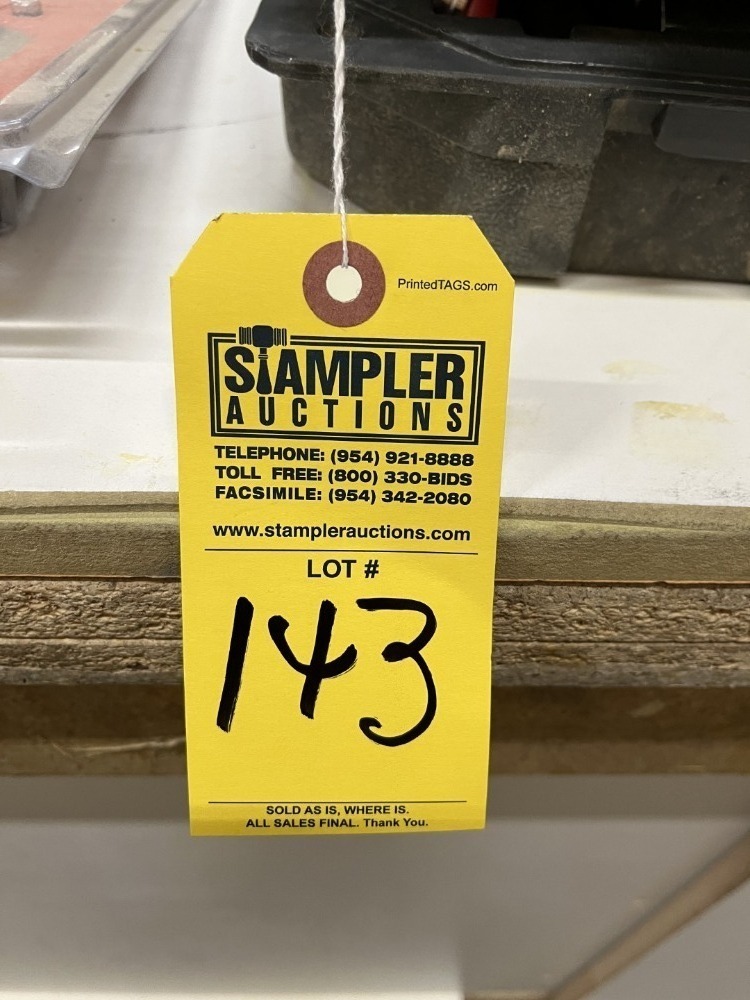 PrintedTAGS.com
STAMPLER
AUCTIONS
TELEPHONE: (954) 921-8888
TOLL FREE: (800) 330-BIDS
FACSIMILE: (954) 342-2080
www.stamplerauctions.com
LOT #
143
SOLD AS IS, WHERE IS.
ALL SALES FINAL. Thank You.